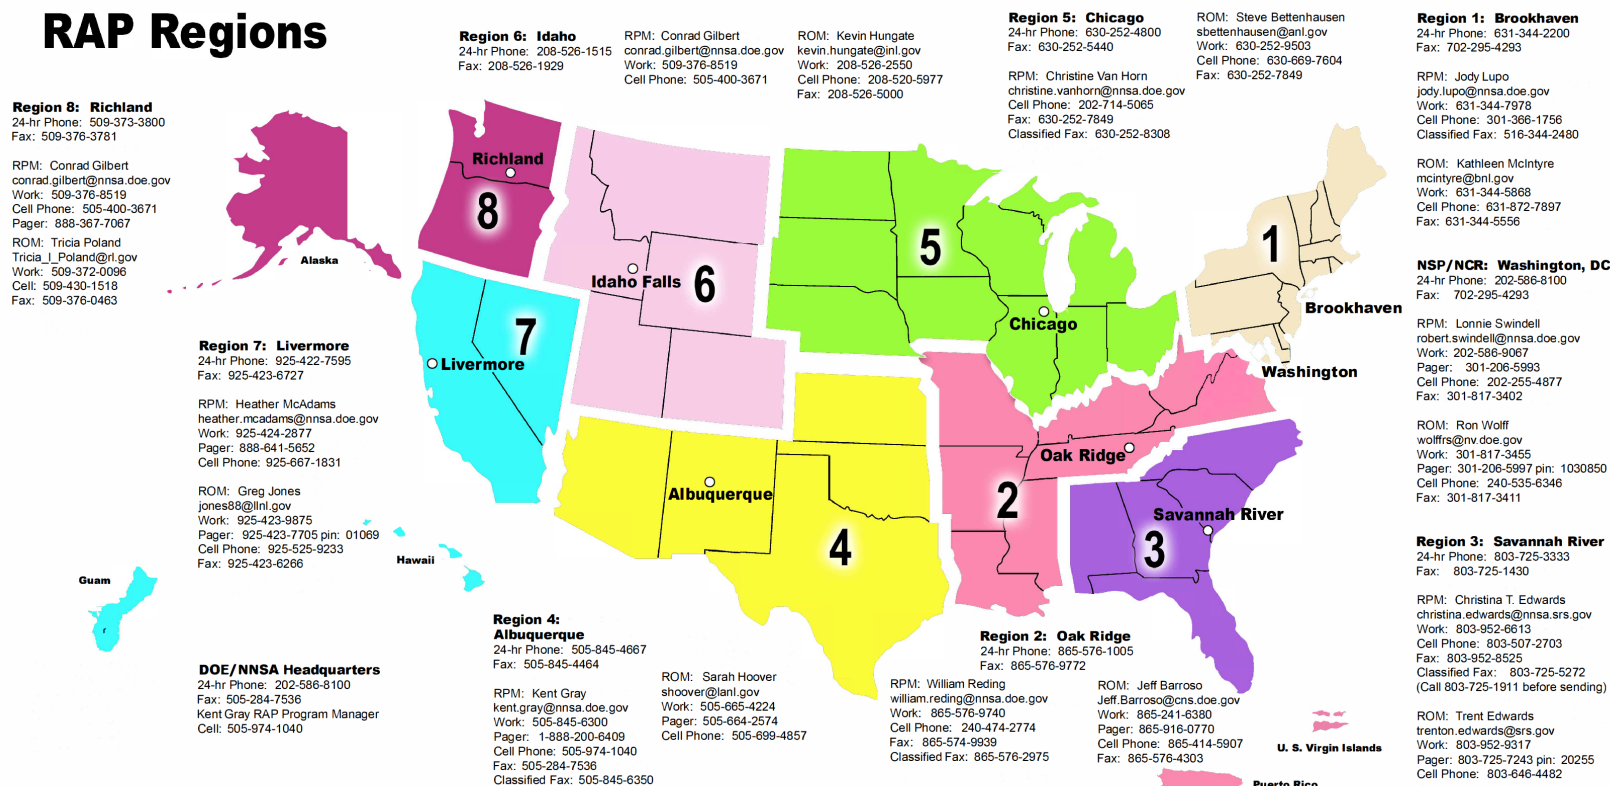 RAP Regions
Region 6: Idaho
24-hr Phone: 208-526-1515
Fax: 208-526-1929
RPM: Conrad Gilbert
conrad.gilbert@nnsa.doe.gov
Work: 509-376-8519
Cell Phone: 505-400-3671
ROM: Kevin Hungate
kevin.hungate@inl.gov
Work: 208-526-2550
Cell Phone: 208-520-5977
Fax: 208-526-5000
Region 5: Chicago
24-hr Phone: 630-252-4800
Fax: 630-252-5440
RPM: Christine Van Horn
christine.vanhorn@nnsa.doe.gov
Cell Phone: 202-714-5065
Fax: 630-252-7849
Classified Fax: 630-252-8308
ROM: Steve Bettenhausen
sbettenhausen@anl.gov
Work: 630-252-9503
Cell Phone: 630-669-7604
Fax: 630-252-7849
Region 1: Brookhaven
24-hr Phone: 631-344-2200
Fax: 702-295-4293
RPM: Jody Lupo
jody.lupo@nnsa.doe.gov
Work: 631-344-7978
Cell Phone: 301-366-1756
Classified Fax: 516-344-2480
ROM: Kathleen McIntyre
mcintyre@bnl.gov
Work: 631-344-5868
Cell Phone: 631-872-7897
Fax: 631-344-5556
Region 8: Richland
24-hr Phone: 509-373-3800
Fax: 509-376-3781
RPM: Conrad Gilbert
conrad.gilbert@nnsa.doe.gov
Work: 509-376-8519
Cell Phone: 505-400-3671
Pager: 888-367-7067
ROM: Tricia Poland
Tricia_l_Poland@rl.gov
Work: 509-372-0096
Cell: 509-430-1518
Fax: 509-376-0463
Alaska
Richland
8
Idaho Falls
6
5
Chicago
1
Brookhaven
Washington
NSP/NCR: Washington, DC
24-hr Phone: 202-586-8100
Fax: 702-295-4293
RPM: Lonnie Swindell
robert.swindell@nnsa.doe.gov
Work: 202-586-9067
Pager: 301-206-5993
Cell Phone: 202-255-4877
Fax: 301-817-3402
ROM: Ron Wolff
wolffrs@nv.doe.gov
Work: 301-817-3455
Pager: 301-206-5997 pin: 1030850
Cell Phone: 240-535-6346
Fax: 301-817-3411
Region 7: Livermore
24-hr Phone: 925-422-7595
Fax: 925-423-6727
RPM: Heather McAdams
heather.mcadams@nnsa.doe.gov
Work: 925-424-2877
Pager: 888-641-5652
Cell Phone: 925-667-1831
ROM: Greg Jones
jones88@llnl.gov
Work: 925-423-9875
Pager: 925-423-7705 pin: 01069
Cell Phone: 925-525-9233
Fax: 925-423-6266
7
Livermore
Albuquerque
4
Oak Ridge
2
Savannah River
3
Hawaii
Guam
DOE/NNSA Headquarters
24-hr Phone: 202-586-8100
Fax: 505-284-7536
Kent Gray RAP Program Manager
Cell: 505-974-1040
Region 4:
Albuquerque
24-hr Phone: 505-845-4667
Fax: 505-845-4464
RPM: Kent Gray
kent.gray@nnsa.doe.gov
Work: 505-845-6300
Pager: 1-888-200-6409
Cell Phone: 505-974-1040
Fax: 505-284-7536
Classified Fax: 505-845-6350
ROM: Sarah Hoover
shoover@lanl.gov
Work: 505-665-4224
Pager: 505-664-2574
Cell Phone: 505-699-4857
Region 2: Oak Ridge
24-hr Phone: 865-576-1005
Fax: 865-576-9772
RPM: William Reding
william.reding@nnsa.doe.gov
Work: 865-576-9740
Cell Phone: 240-474-2774
Fax: 865-574-9939
Classified Fax: 865-576-2975
ROM: Jeff Barroso
Jeff.Barroso@cns.doe.gov
Work: 865-241-6380
Pager: 865-916-0770
Cell Phone: 865-414-5907
Fax: 865-576-4303
U. S. Virgin Islands
Puerto Rico
Region 3: Savannah River
24-hr Phone: 803-725-3333
Fax: 803-725-1430
RPM: Christina T. Edwards
christina.edwards@nnsa.srs.gov
Work: 803-952-6613
Cell Phone: 803-507-2703
Fax: 803-952-8525
Classified Fax: 803-725-5272
(Call 803-725-1911 before sending)
ROM: Trent Edwards
trenton.edwards@srs.gov
Work: 803-952-9317
Pager: 803-725-7243 pin: 20255
Cell Phone: 803-646-4482